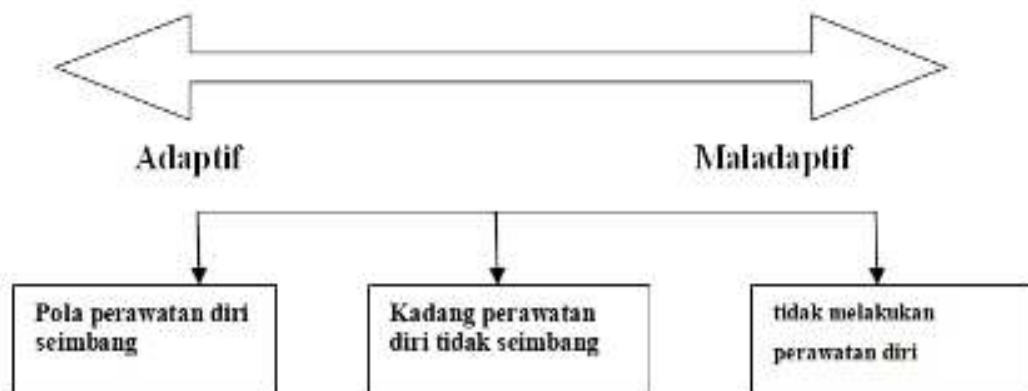 Adaptif
Maladaptif
Pola perawatan diri
seimbang
Kadang perawatan
diri tidak seimbang
tidak melakukan
perawatan diri